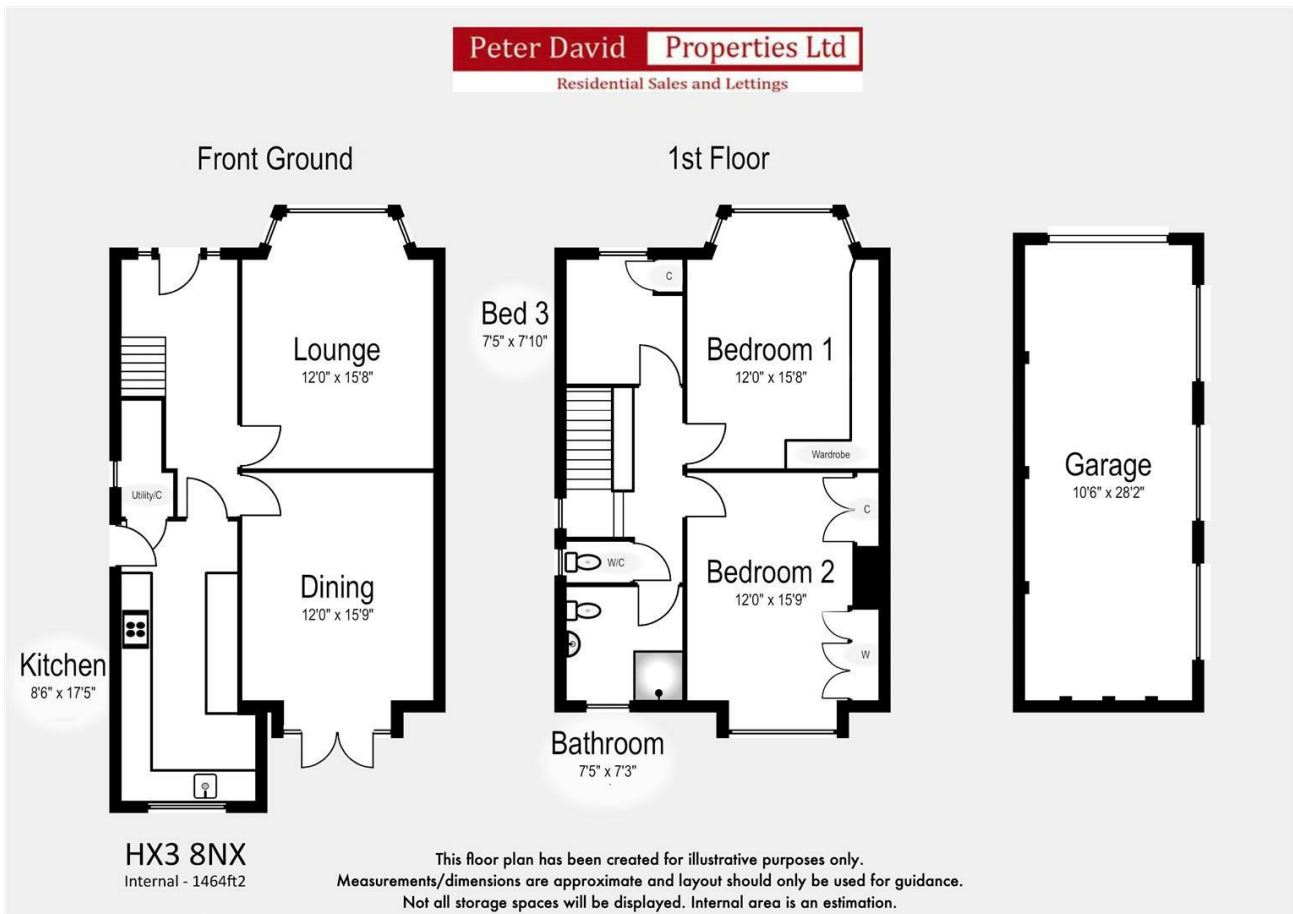 Peter David Properties Ltd
Residential Sales and Lettings
Front Ground
1st Floor
Lounge
12'0" x 15'8"
Utility/C
Dining
12'0" x 15'9"
Kitchen
8'6" x 17'5"
Bed 3
7'5" x 7'10"
C
Bedroom 1
12'0" x 15'8"
Wardrobe
C
W/C
Bedroom 2
12'0" x 15'9"
W
Bathroom
7'5" x 7'3"
Garage
10'6" x 28'2"
HX3 8NX
Internal - 1464ft2
This floor plan has been created for illustrative purposes only.
Measurements/dimensions are approximate and layout should only be used for guidance.
Not all storage spaces will be displayed. Internal area is an estimation.